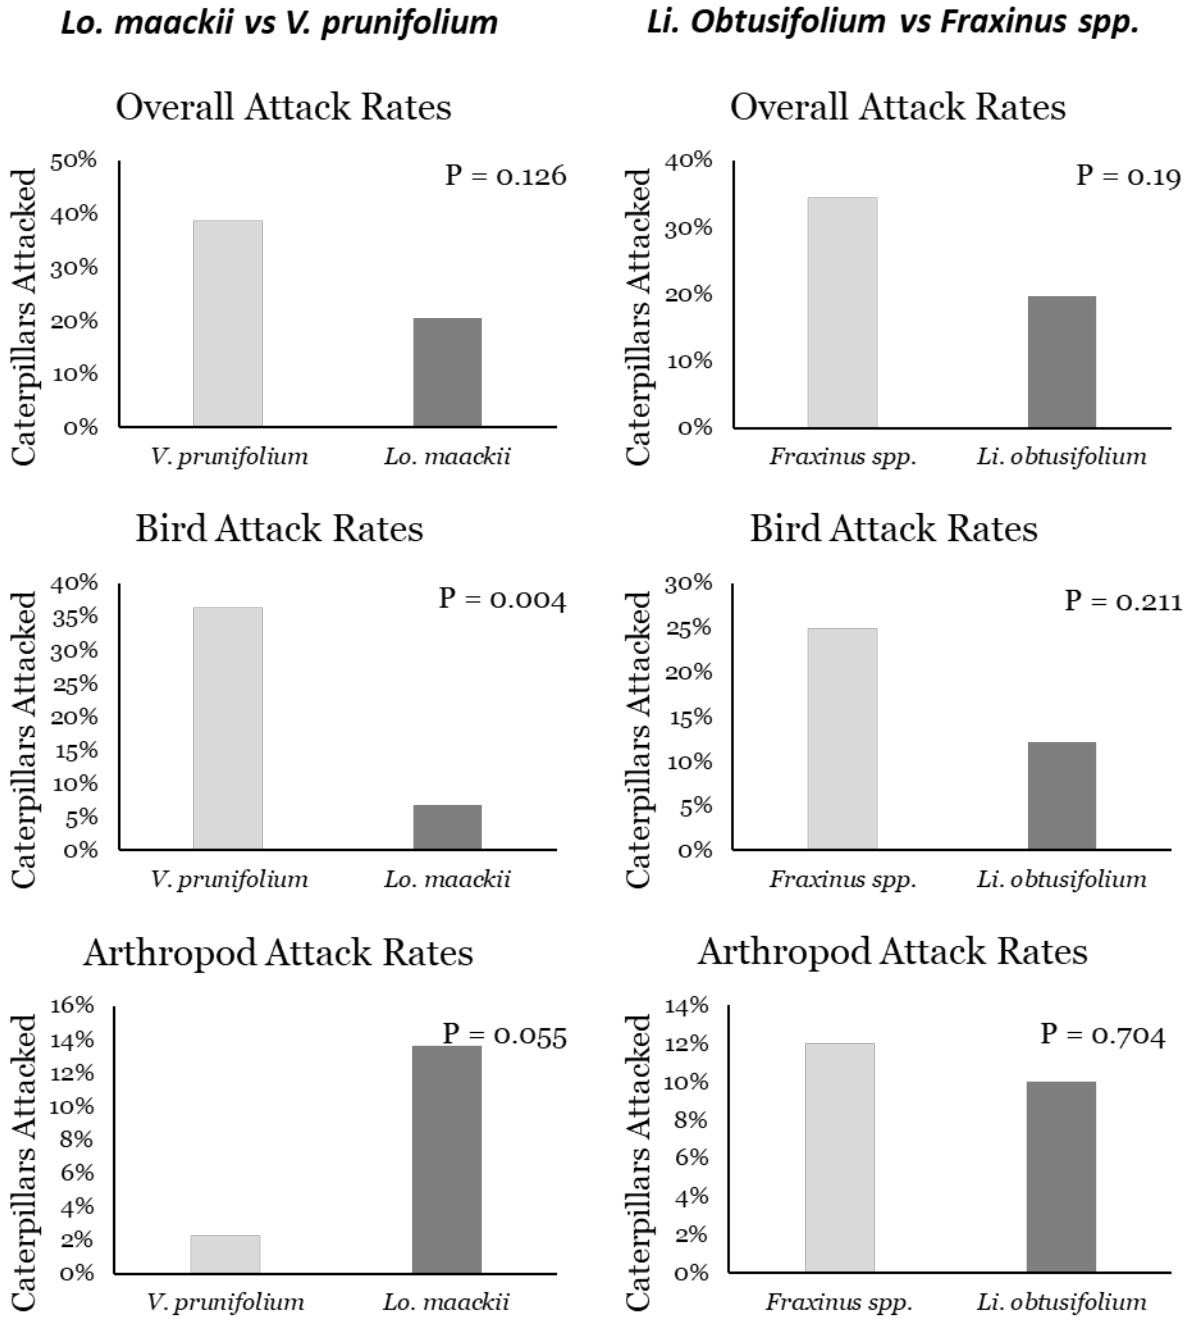 Lo. maackii vs V. prunifolium
Li. Obtusifolium vs Fraxinus spp.
Overall Attack Rates
Caterpillars Attacked
50%
40%
30%
20%
10%
0%
P = 0.126
V. prunifolium
Lo. maackii
Overall Attack Rates
Caterpillars Attacked
40%
30%
20%
10%
0%
P = 0.19
Fraxinus spp.
Li. obtusifolium
Bird Attack Rates
Caterpillars Attacked
40%
35%
30%
25%
20%
15%
10%
5%
0%
P = 0.004
V. prunifolium
Lo. maackii
Bird Attack Rates
Caterpillars Attacked
30%
25%
20%
15%
10%
5%
0%
P = 0.211
Fraxinus spp.
Li. obtusifolium
Arthropod Attack Rates
Caterpillars Attacked
16%
14%
12%
10%
8%
6%
4%
2%
0%
P = 0.055
V. prunifolium
Lo. maackii
Arthropod Attack Rates
Caterpillars Attacked
14%
12%
10%
8%
6%
4%
2%
0%
P = 0.704
Fraxinus spp.
Li. obtusifolium